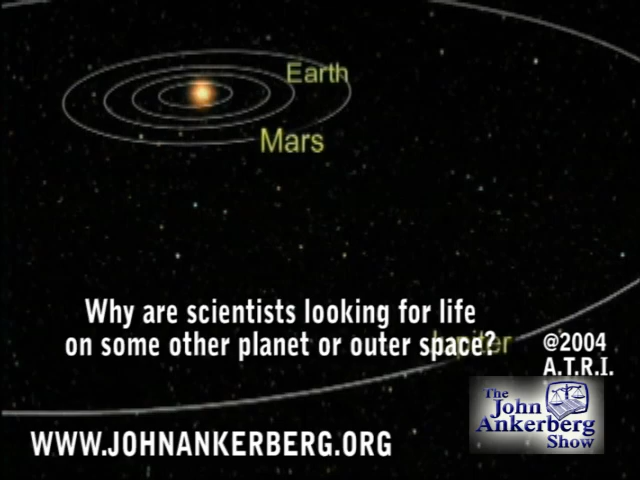 Earth
Mars
Why are scientists looking for life
on some other planet or outer space?
Jupiter
@2004
A.T.R.I.
The
John
Ankerberg
Show
WWW.JOHNANKERBERG.ORG